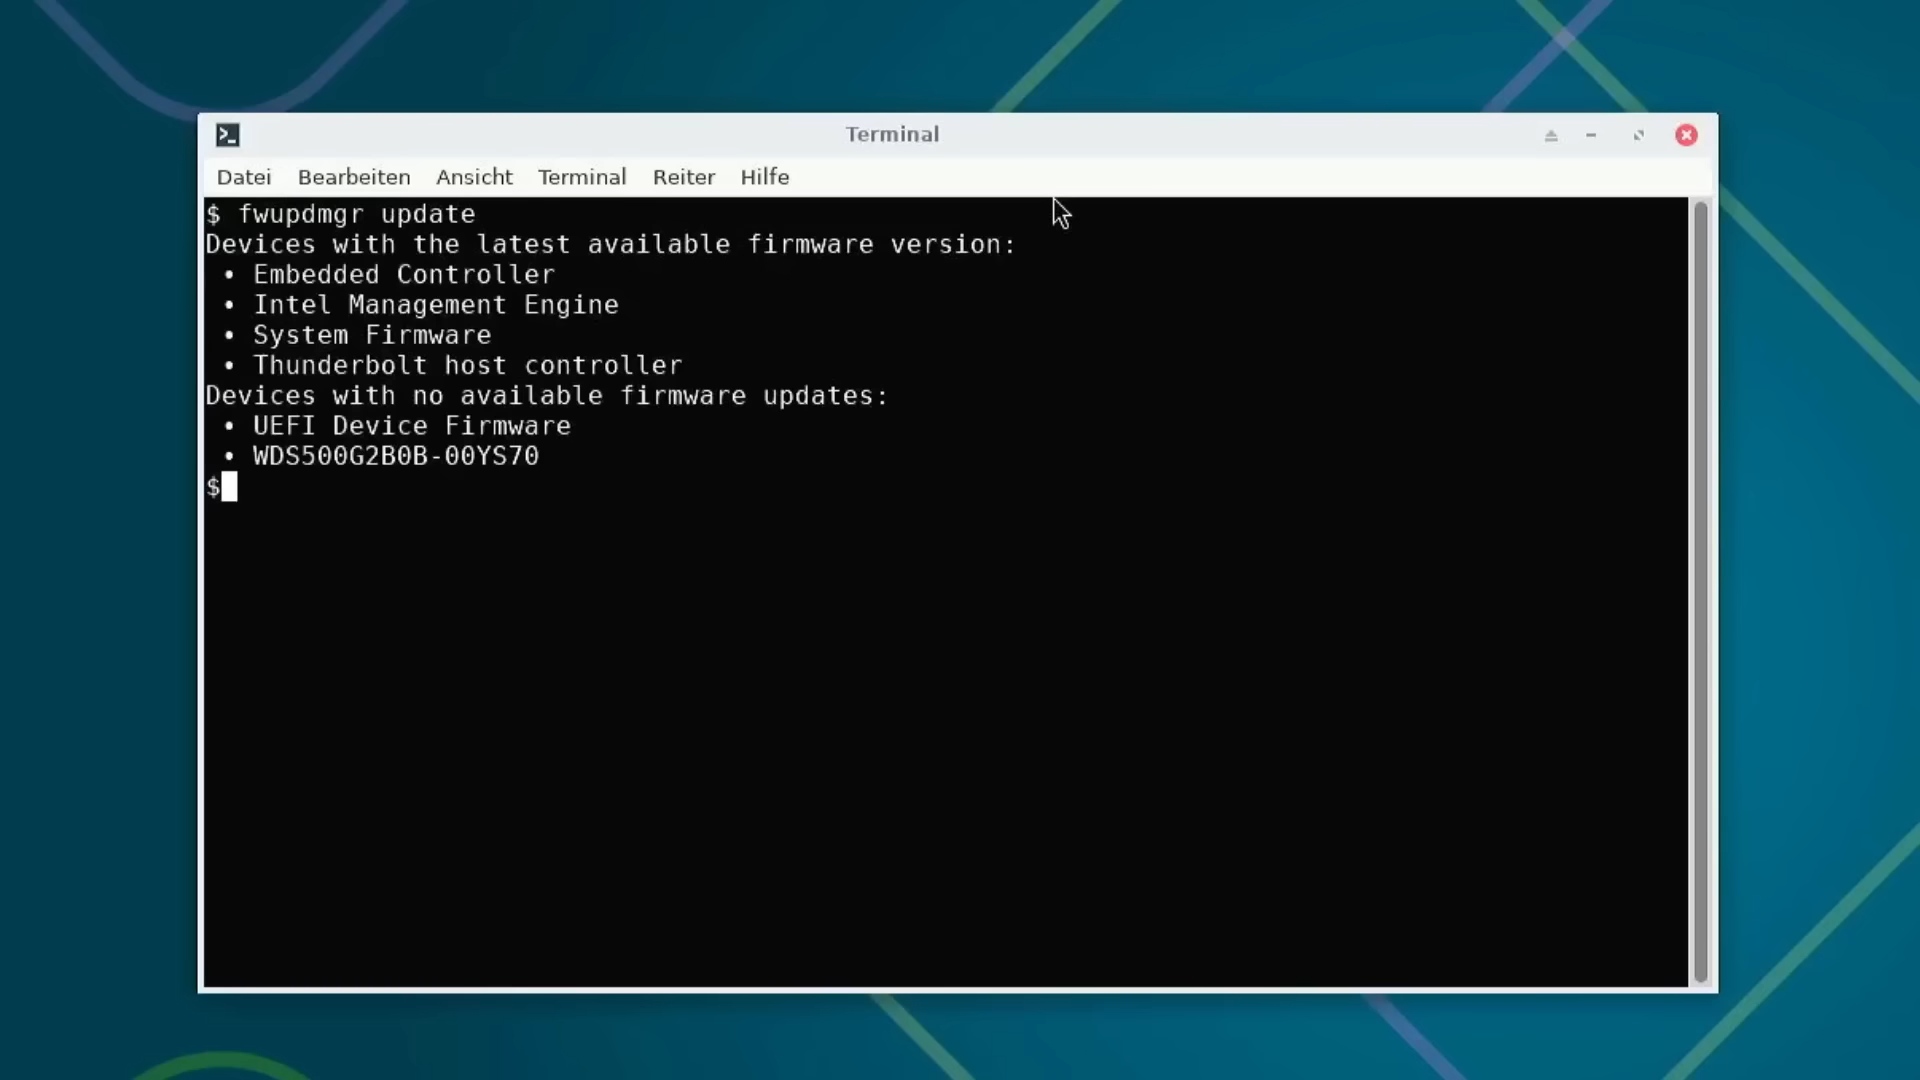 Terminal
Datei Bearbeiten Ansicht Terminal Reiter Hilfe
$ fwupdmgr update
Devices with the latest available firmware version:
• Embedded Controller
• Intel Management Engine
• System Firmware
• Thunderbolt host controller
Devices with no available firmware updates:
• UEFI Device Firmware
• WDS500G2B0B-00YS70
$